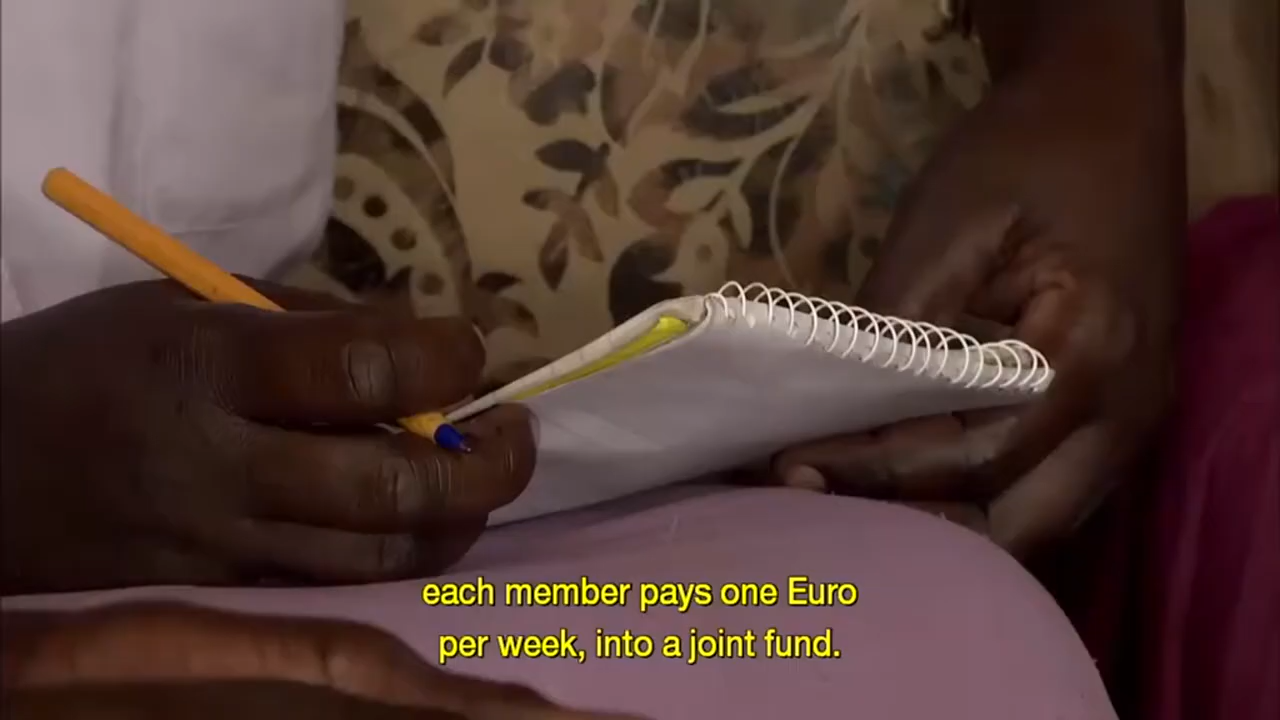 each member pays one Euro
per week, into a joint fund.